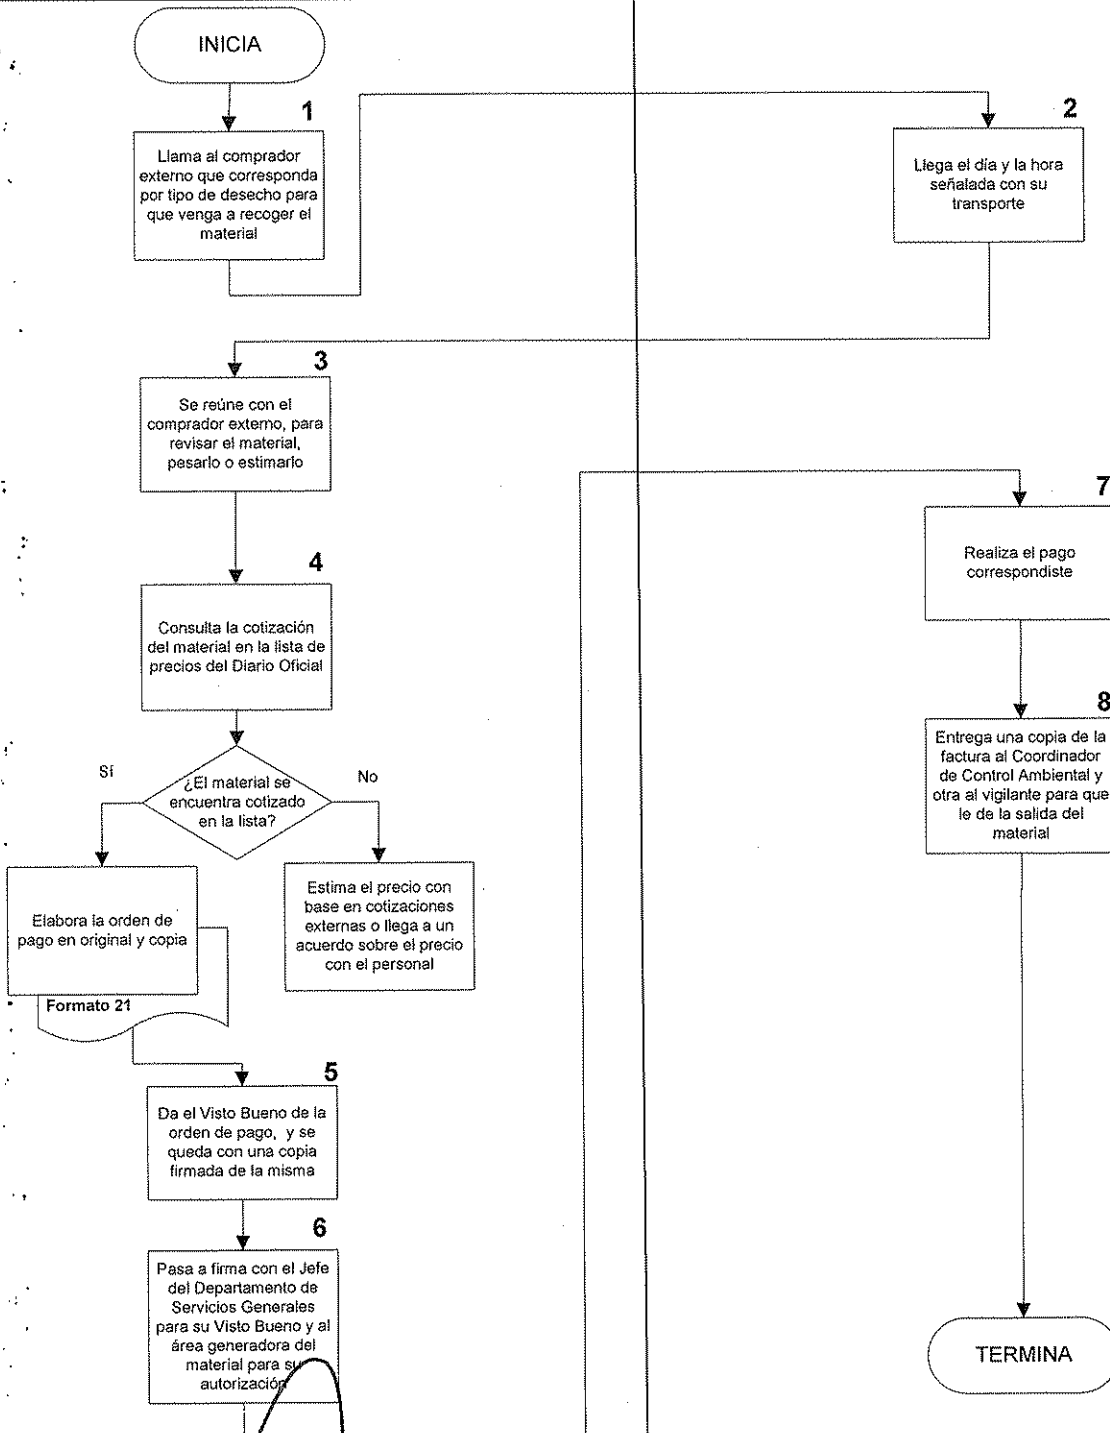 INICIA
1
Llama al comprador
externo que corresponda
por tipo de desecho para
que venga a recoger el
material
2
Llega el día y la hora
señalada con su
transporte
3
Se reúne con el
comprador externo, para
revisar el material,
pesarlo o estimarlo
4
Consulta la cotización
del material en la lista de
precios del Diario Oficial
¿El material se
encuentra cotizado
en la lista?
Sí
No
Elabora la orden de
pago en original y copia
Formato 21
Estima el precio con
base en cotizaciones
externas o llega a un
acuerdo sobre el precio
con el personal
5
Da el Visto Bueno de la
orden de pago, y se
queda con una copia
firmada de la misma
6
Pasa a firma con el Jefe
del Departamento de
Servicios Generales
para su Visto Bueno y al
área generadora del
material para su
autorización
7
Realiza el pago
correspondiste
8
Entrega una copia de la
factura al Coordinador
de Control Ambiental y
otra al vigilante para que
le de la salida del
material
TERMINA